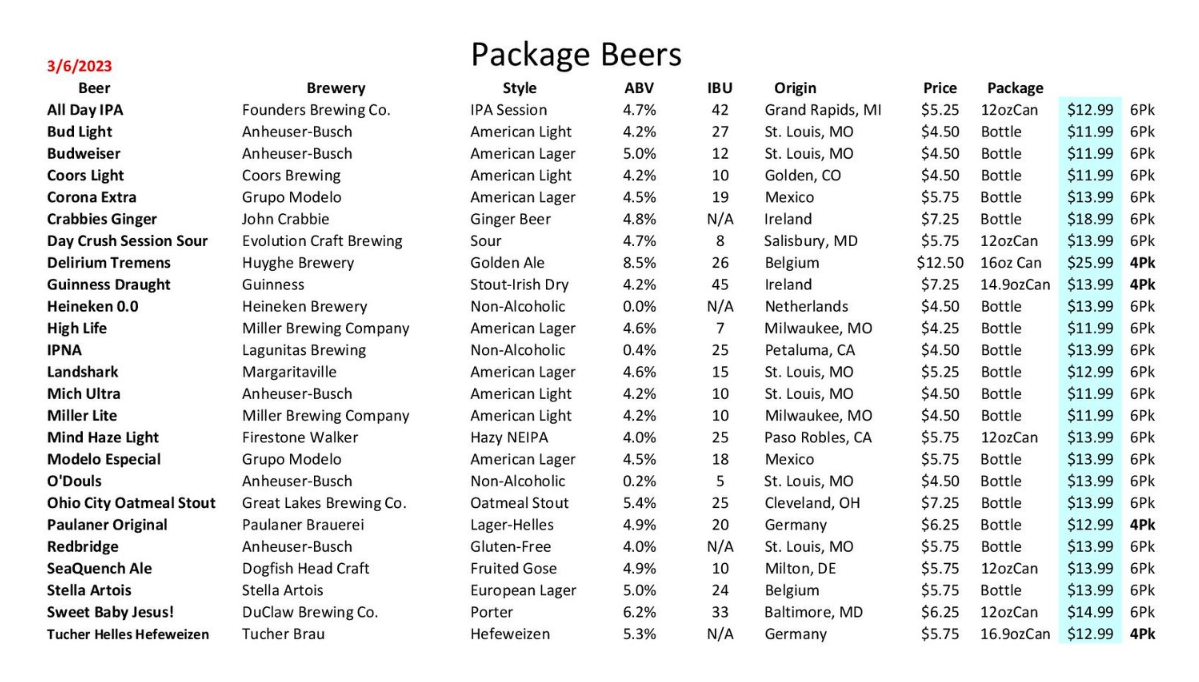 Package Beers
3/6/2023
Beer Brewery Style ABV IBU Origin Price Package
All Day IPA Founders Brewing Co. IPA Session 4.7% 42 Grand Rapids, MI $5.25 12ozCan $12.99 6Pk
Bud Light Anheuser-Busch American Light 4.2% 27 St. Louis, MO $4.50 Bottle $11.99 6Pk
Budweiser Anheuser-Busch American Lager 5.0% 12 St. Louis, MO $4.50 Bottle $11.99 6Pk
Coors Light Coors Brewing American Light 4.2% 10 Golden, CO $4.50 Bottle $11.99 6Pk
Corona Extra Grupo Modelo American Lager 4.5% 19 Mexico $5.75 Bottle $13.99 6Pk
Crabbies Ginger John Crabbie Ginger Beer 4.8% N/A Ireland $7.25 Bottle $18.99 6Pk
Day Crush Session Sour Evolution Craft Brewing Sour 4.7% 8 Salisbury, MD $5.75 12ozCan $13.99 6Pk
Delirium Tremens Huyghe Brewery Golden Ale 8.5% 26 Belgium $12.50 16oz Can $25.99 4Pk
Guinness Draught Guinness Stout-Irish Dry 4.2% 45 Ireland $7.25 14.9ozCan $13.99 4Pk
Heineken 0.0 Heineken Brewery Non-Alcoholic 0.0% N/A Netherlands $4.50 Bottle $13.99 6Pk
High Life Miller Brewing Company American Lager 4.6% 7 Milwaukee, MO $4.25 Bottle $11.99 6Pk
IPNA Lagunitas Brewing Non-Alcoholic 0.4% 25 Petaluma, CA $4.50 Bottle $13.99 6Pk
Landshark Margaritaville American Lager 4.6% 15 St. Louis, MO $5.25 Bottle $12.99 6Pk
Mich Ultra Anheuser-Busch American Light 4.2% 10 St. Louis, MO $4.50 Bottle $11.99 6Pk
Miller Lite Miller Brewing Company American Light 4.2% 10 Milwaukee, MO $4.50 Bottle $11.99 6Pk
Mind Haze Light Firestone Walker Hazy NEIPA 4.0% 25 Paso Robles, CA $5.75 12ozCan $13.99 6Pk
Modelo Especial Grupo Modelo American Lager 4.5% 18 Mexico $5.75 Bottle $13.99 6Pk
O'Douls Anheuser-Busch Non-Alcoholic 0.2% 5 St. Louis, MO $4.50 Bottle $13.99 6Pk
Ohio City Oatmeal Stout Great Lakes Brewing Co. Oatmeal Stout 5.4% 25 Cleveland, OH $7.25 Bottle $13.99 6Pk
Paulaner Original Paulaner Brauerei Lager-Helles 4.9% 20 Germany $6.25 Bottle $12.99 4Pk
Redbridge Anheuser-Busch Gluten-Free 4.0% N/A St. Louis, MO $5.75 Bottle $13.99 6Pk
SeaQuench Ale Dogfish Head Craft Fruited Gose 4.9% 10 Milton, DE $5.75 12ozCan $13.99 6Pk
Stella Artois Stella Artois European Lager 5.0% 24 Belgium $5.75 Bottle $13.99 6Pk
Sweet Baby Jesus! DuClaw Brewing Co. Porter 6.2% 33 Baltimore, MD $6.25 12ozCan $14.99 6Pk
Tucher Helles Hefeweizen Tucher Brau Hefeweizen 5.3% N/A Germany $5.75 16.9ozCan $12.99 4Pk